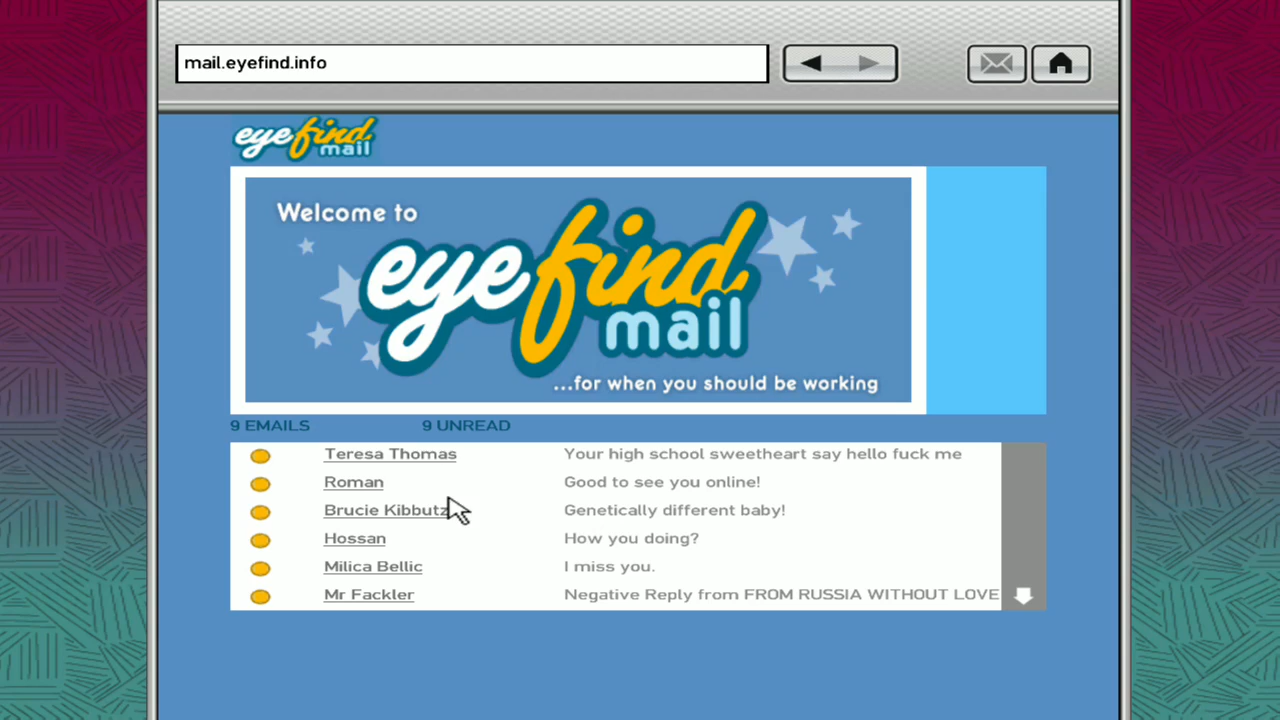 mail.eyefind.info
eyefind mail
Welcome to
eyefind mail
...for when you should be working
9 EMAILS 9 UNREAD
Teresa Thomas Your high school sweetheart say hello fuck me
Roman Good to see you online!
Brucie Kibbutz Genetically different baby!
Hossan How you doing?
Milica Bellic I miss you.
Mr Fackler Negative Reply from FROM RUSSIA WITHOUT LOVE